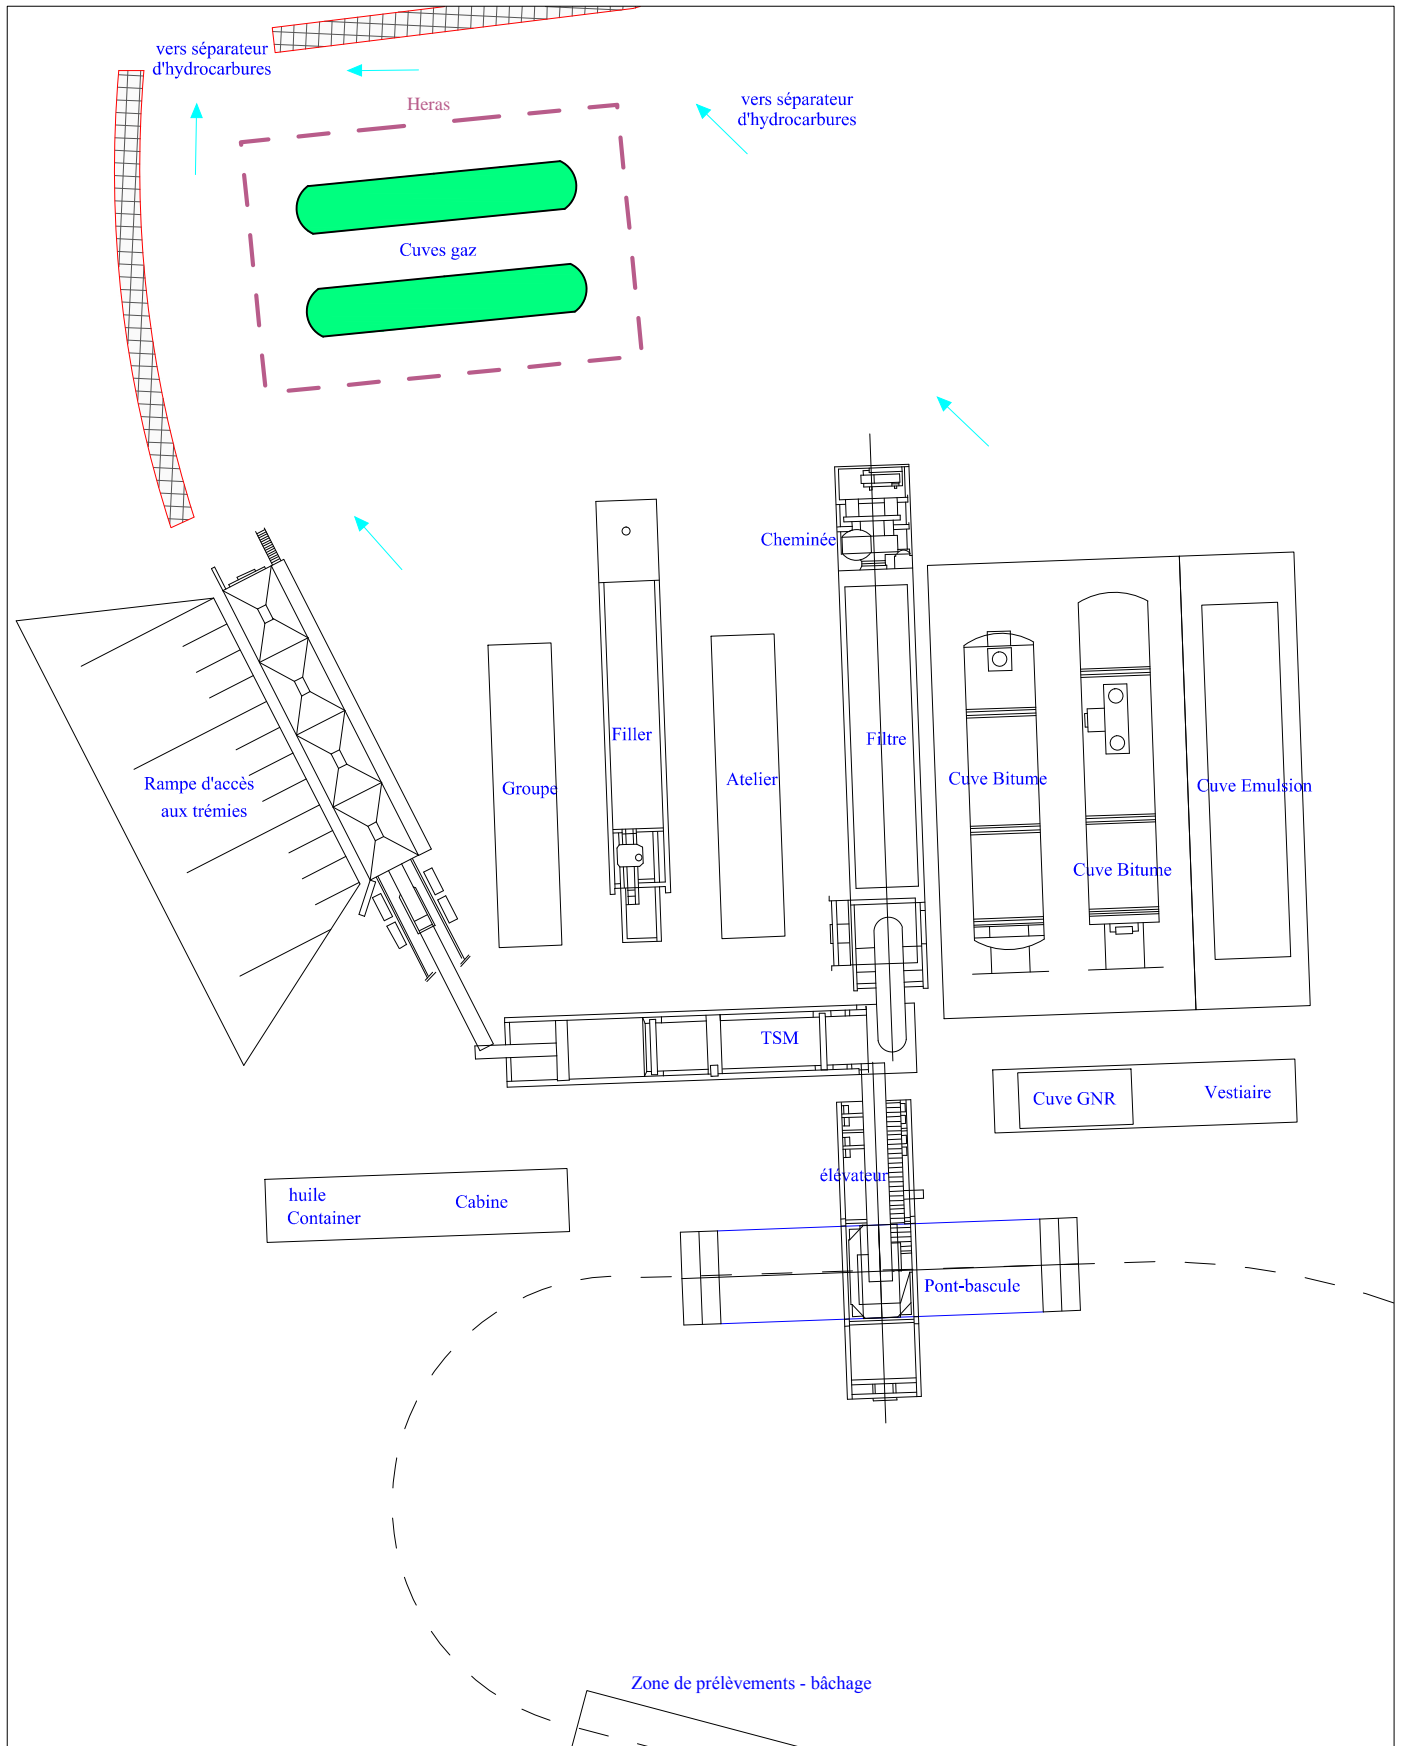 vers séparateur
d'hydrocarbures
Heras
vers séparateur
d'hydrocarbures
Cuves gaz
Cheminée
Filler
Filtre
Groupe
Atelier
Cuve Bitume
Cuve Emulsion
Rampe d'accès
aux trémies
Cuve Bitume
TSM
Cuve GNR
Vestiaire
élévateur
huile
Container
Cabine
Pont-bascule
Zone de prélèvements - bâchage